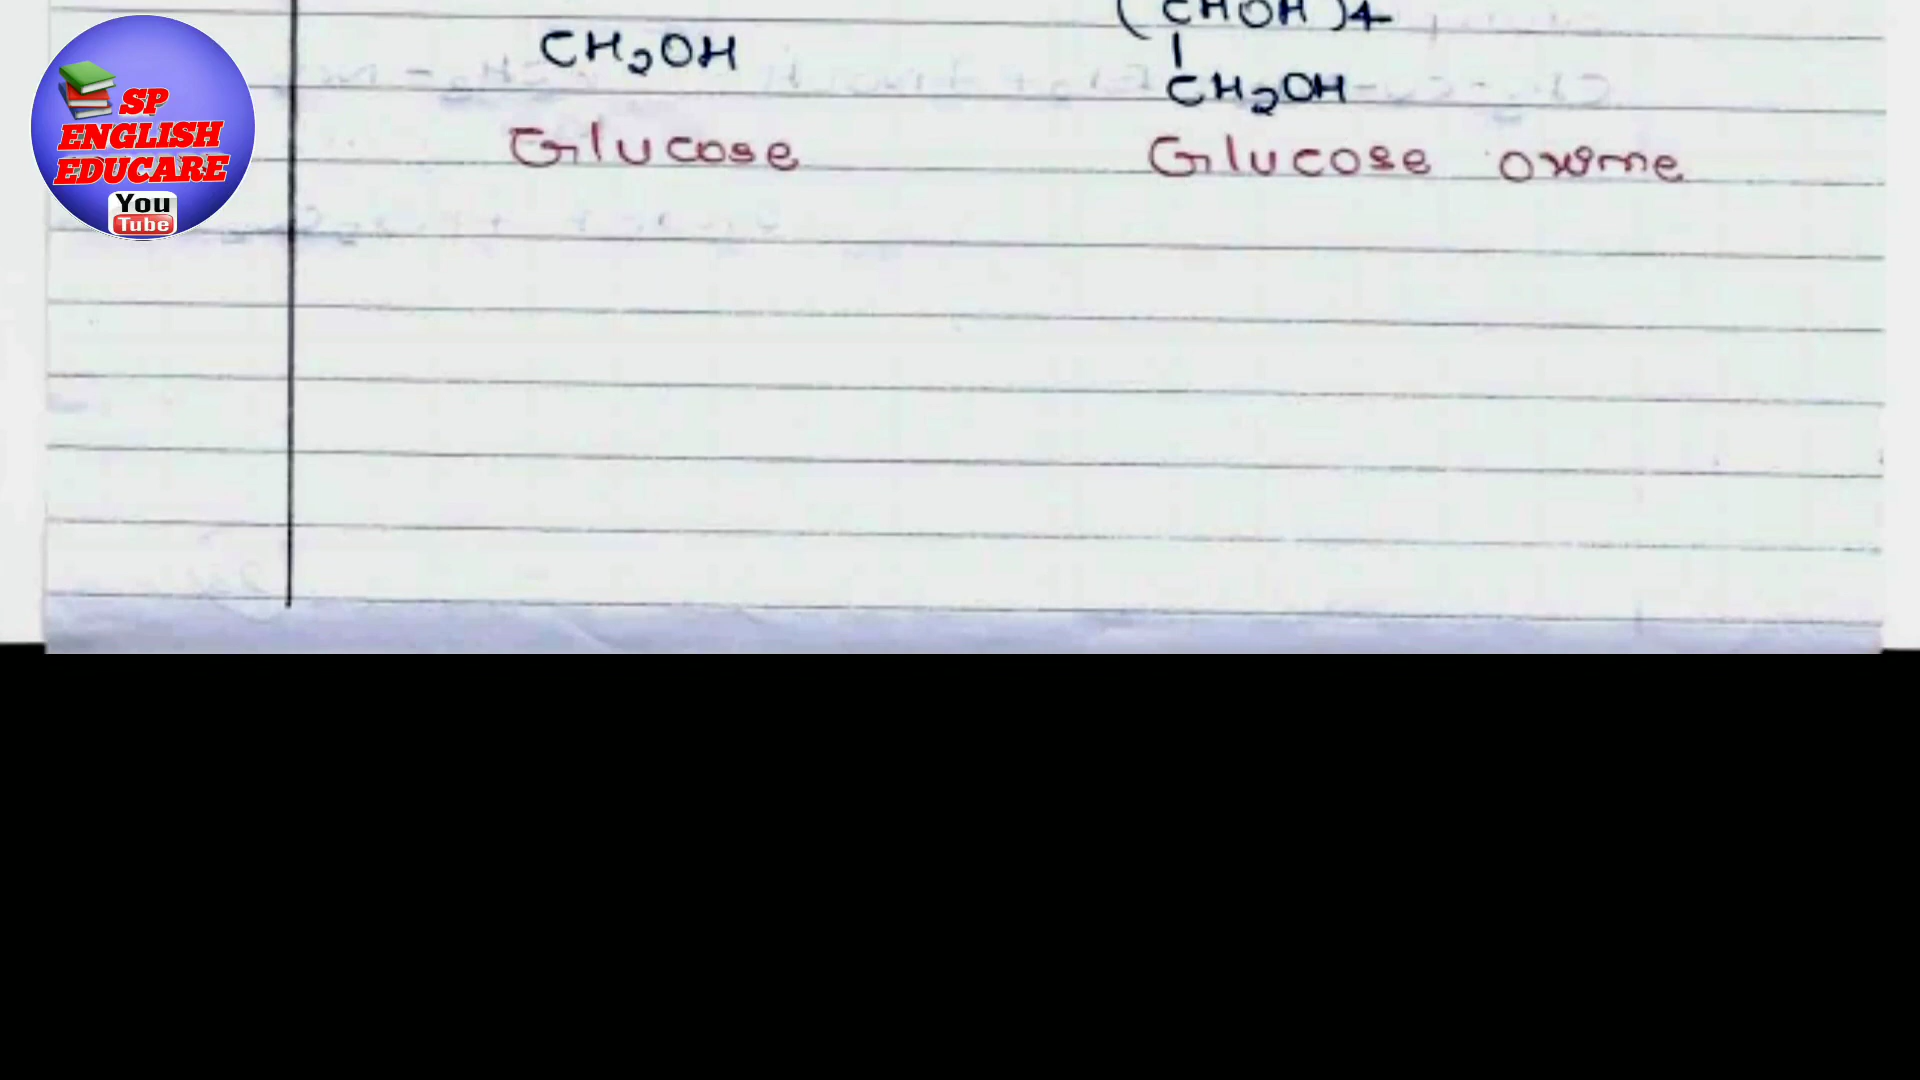 SP
ENGLISH
EDUCARE
You
Tube
(CHOH)4
CH2OH
|
CH2OH
Glucose
Glucose oxime